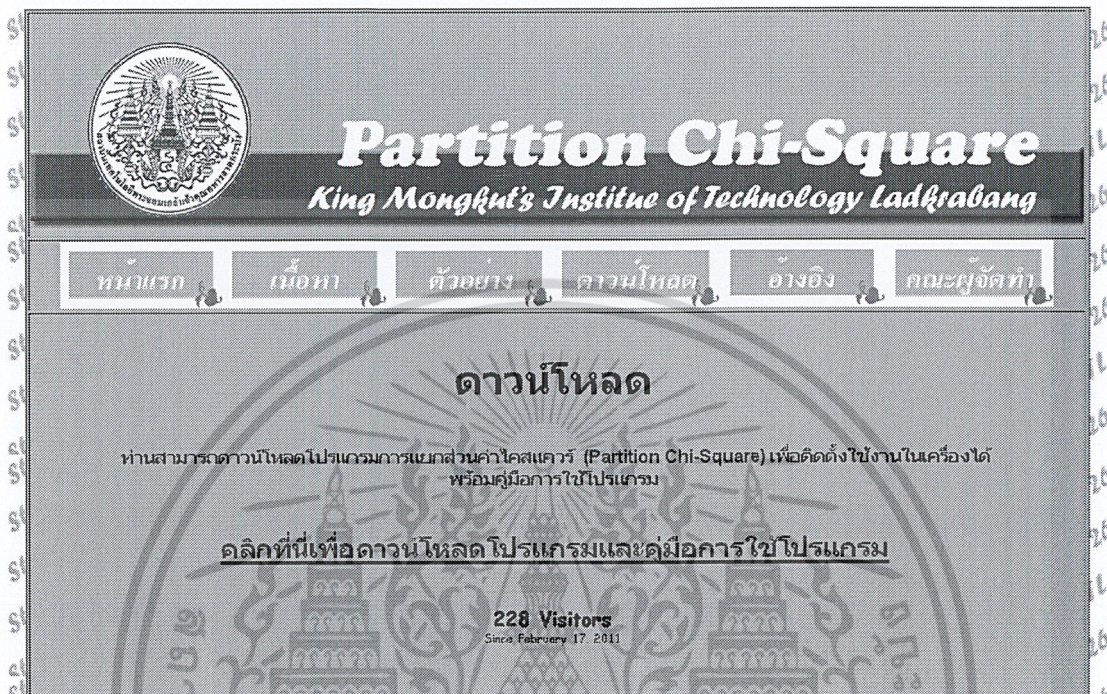 Partition Chi-Square
King Mongkut's Institue of Technology Ladkrabang
หน้าแรก เนื้อหา ตัวอย่าง ดาวน์โหลด อ้างอิง คณะผู้จัดทำ
ดาวน์โหลด
ท่านสามารถดาวน์โหลดโปรแกรมการแยกส่วนค่าไคสแควร์ (Partition Chi-Square) เพื่อติดตั้งใช้งานในเครื่องได้
พร้อมคู่มือการใช้โปรแกรม
คลิกที่นี่เพื่อดาวน์โหลดโปรแกรมและคู่มือการใช้โปรแกรม
228 Visitors
Since February 17, 2011